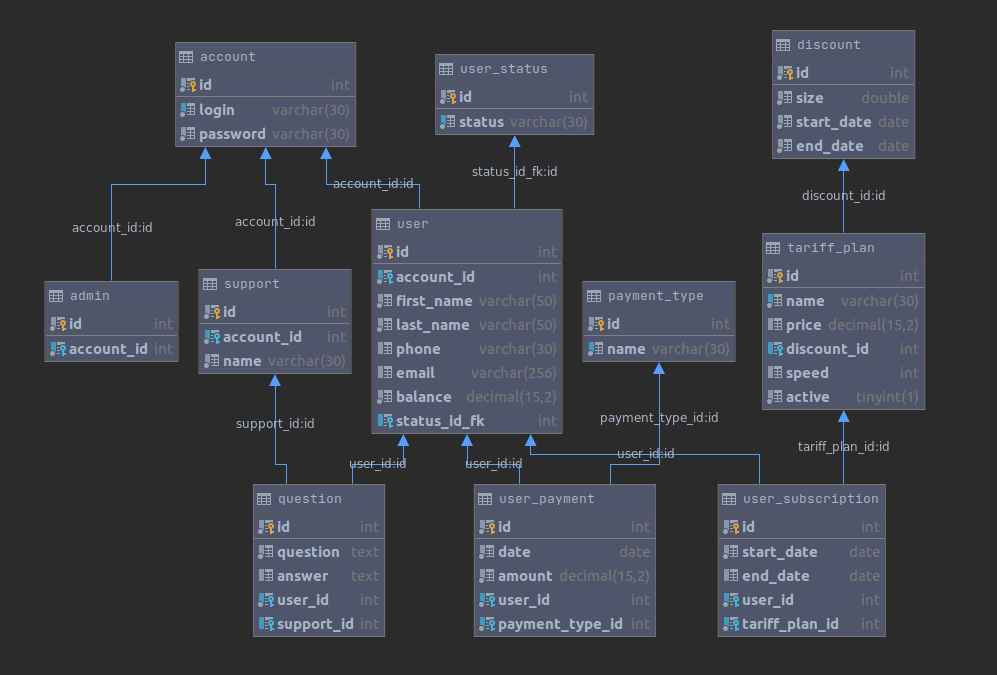 account
id int
login varchar(30)
password varchar(30)
user_status
id int
status varchar(30)
discount
id int
size double
start_date date
end_date date
account_id:id
status_id_fk:id
discount_id:id
account_id:id
account_id:id
user
id int
account_id int
first_name varchar(50)
last_name varchar(50)
phone varchar(30)
email varchar(256)
balance decimal(15,2)
status_id_fk int
tariff_plan
id int
name varchar(30)
price decimal(15,2)
discount_id int
speed int
active tinyint(1)
admin
id int
account_id int
support
id int
account_id int
name varchar(30)
payment_type
id int
name varchar(30)
support_id:id
payment_type_id:id
tariff_plan_id:id
user_id:id
user_id:id
user_id:id
question
id int
question text
answer text
user_id int
support_id int
user_payment
id int
date date
amount decimal(15,2)
user_id int
payment_type_id int
user_subscription
id int
start_date date
end_date date
user_id int
tariff_plan_id int